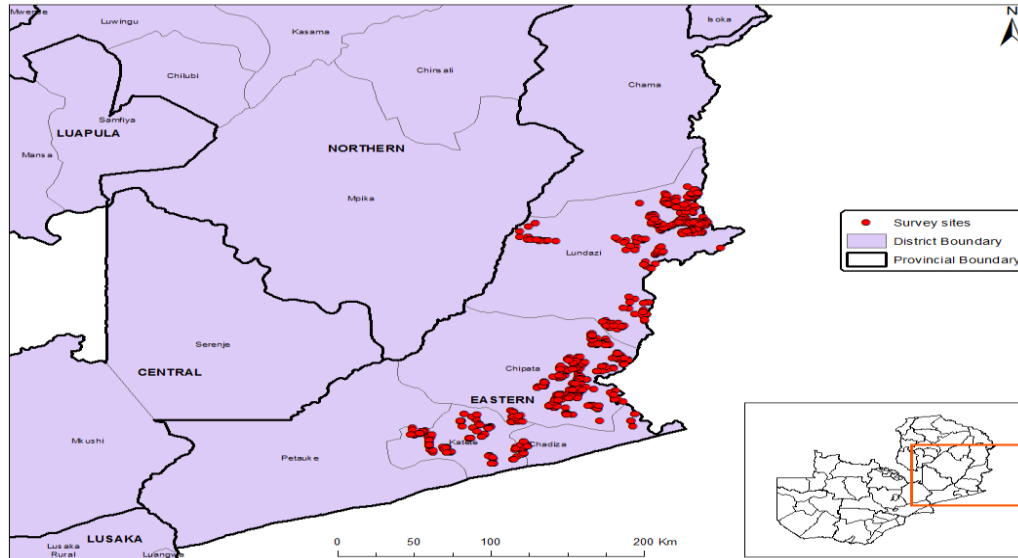 N
Mwense
Luwingu
Kasama
Isoka
Chilubi
Chinsali
Chama
Samfiya
LUAPULA
Mansa
NORTHERN
Mpika
Survey sites
District Boundary
Provincial Boundary
Lundazi
Serenje
CENTRAL
Chipata
EASTERN
Mkushi
Katete
Chadiza
Petauke
LUSAKA
Lusaka
Rural
Luangwa
0 50 100 200 Km